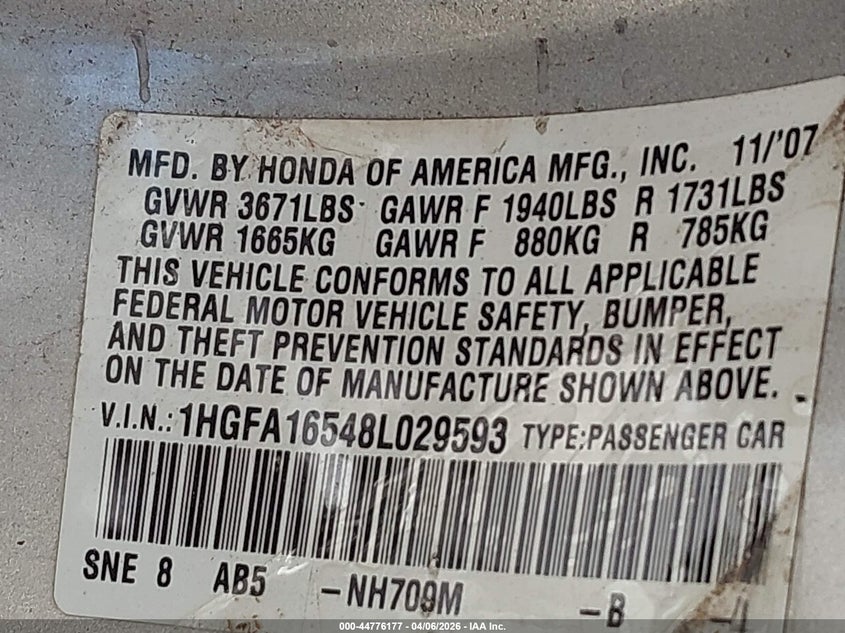 MFD. BY HONDA OF AMERICA MFG., INC. 11/'07
GVWR 3671LBS GAWR F 1940LBS R 1731LBS
GVWR 1665KG GAWR F 880KG R 785KG
THIS VEHICLE CONFORMS TO ALL APPLICABLE
FEDERAL MOTOR VEHICLE SAFETY, BUMPER,
AND THEFT PREVENTION STANDARDS IN EFFECT
ON THE DATE OF MANUFACTURE SHOWN ABOVE.
V.I.N.: 1HGFA16548L029593 TYPE:PASSENGER CAR
SNE 8 AB5 -NH709M -B
000-44776177 - 04/06/2026 - IAA Inc.